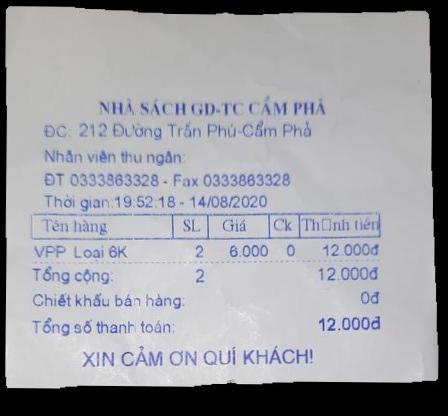 NHÀ SÁCH GD-TC CẨM PHẢ
ĐC: 212 Đường Trần Phú-Cẩm Phả
Nhân viên thu ngân:
ĐT 0333863328 - Fax 0333863328
Thời gian:19:52:18 - 14/08/2020
Tên hàng SL Giá Ck Th□nh tiền
VPP Loai 6K 2 6.000 0 12.000đ
Tổng cộng: 2 12.000đ
Chiết khấu bán hàng: 0đ
Tổng số thanh toán: 12.000đ
XIN CẢM ƠN QUÍ KHÁCH!